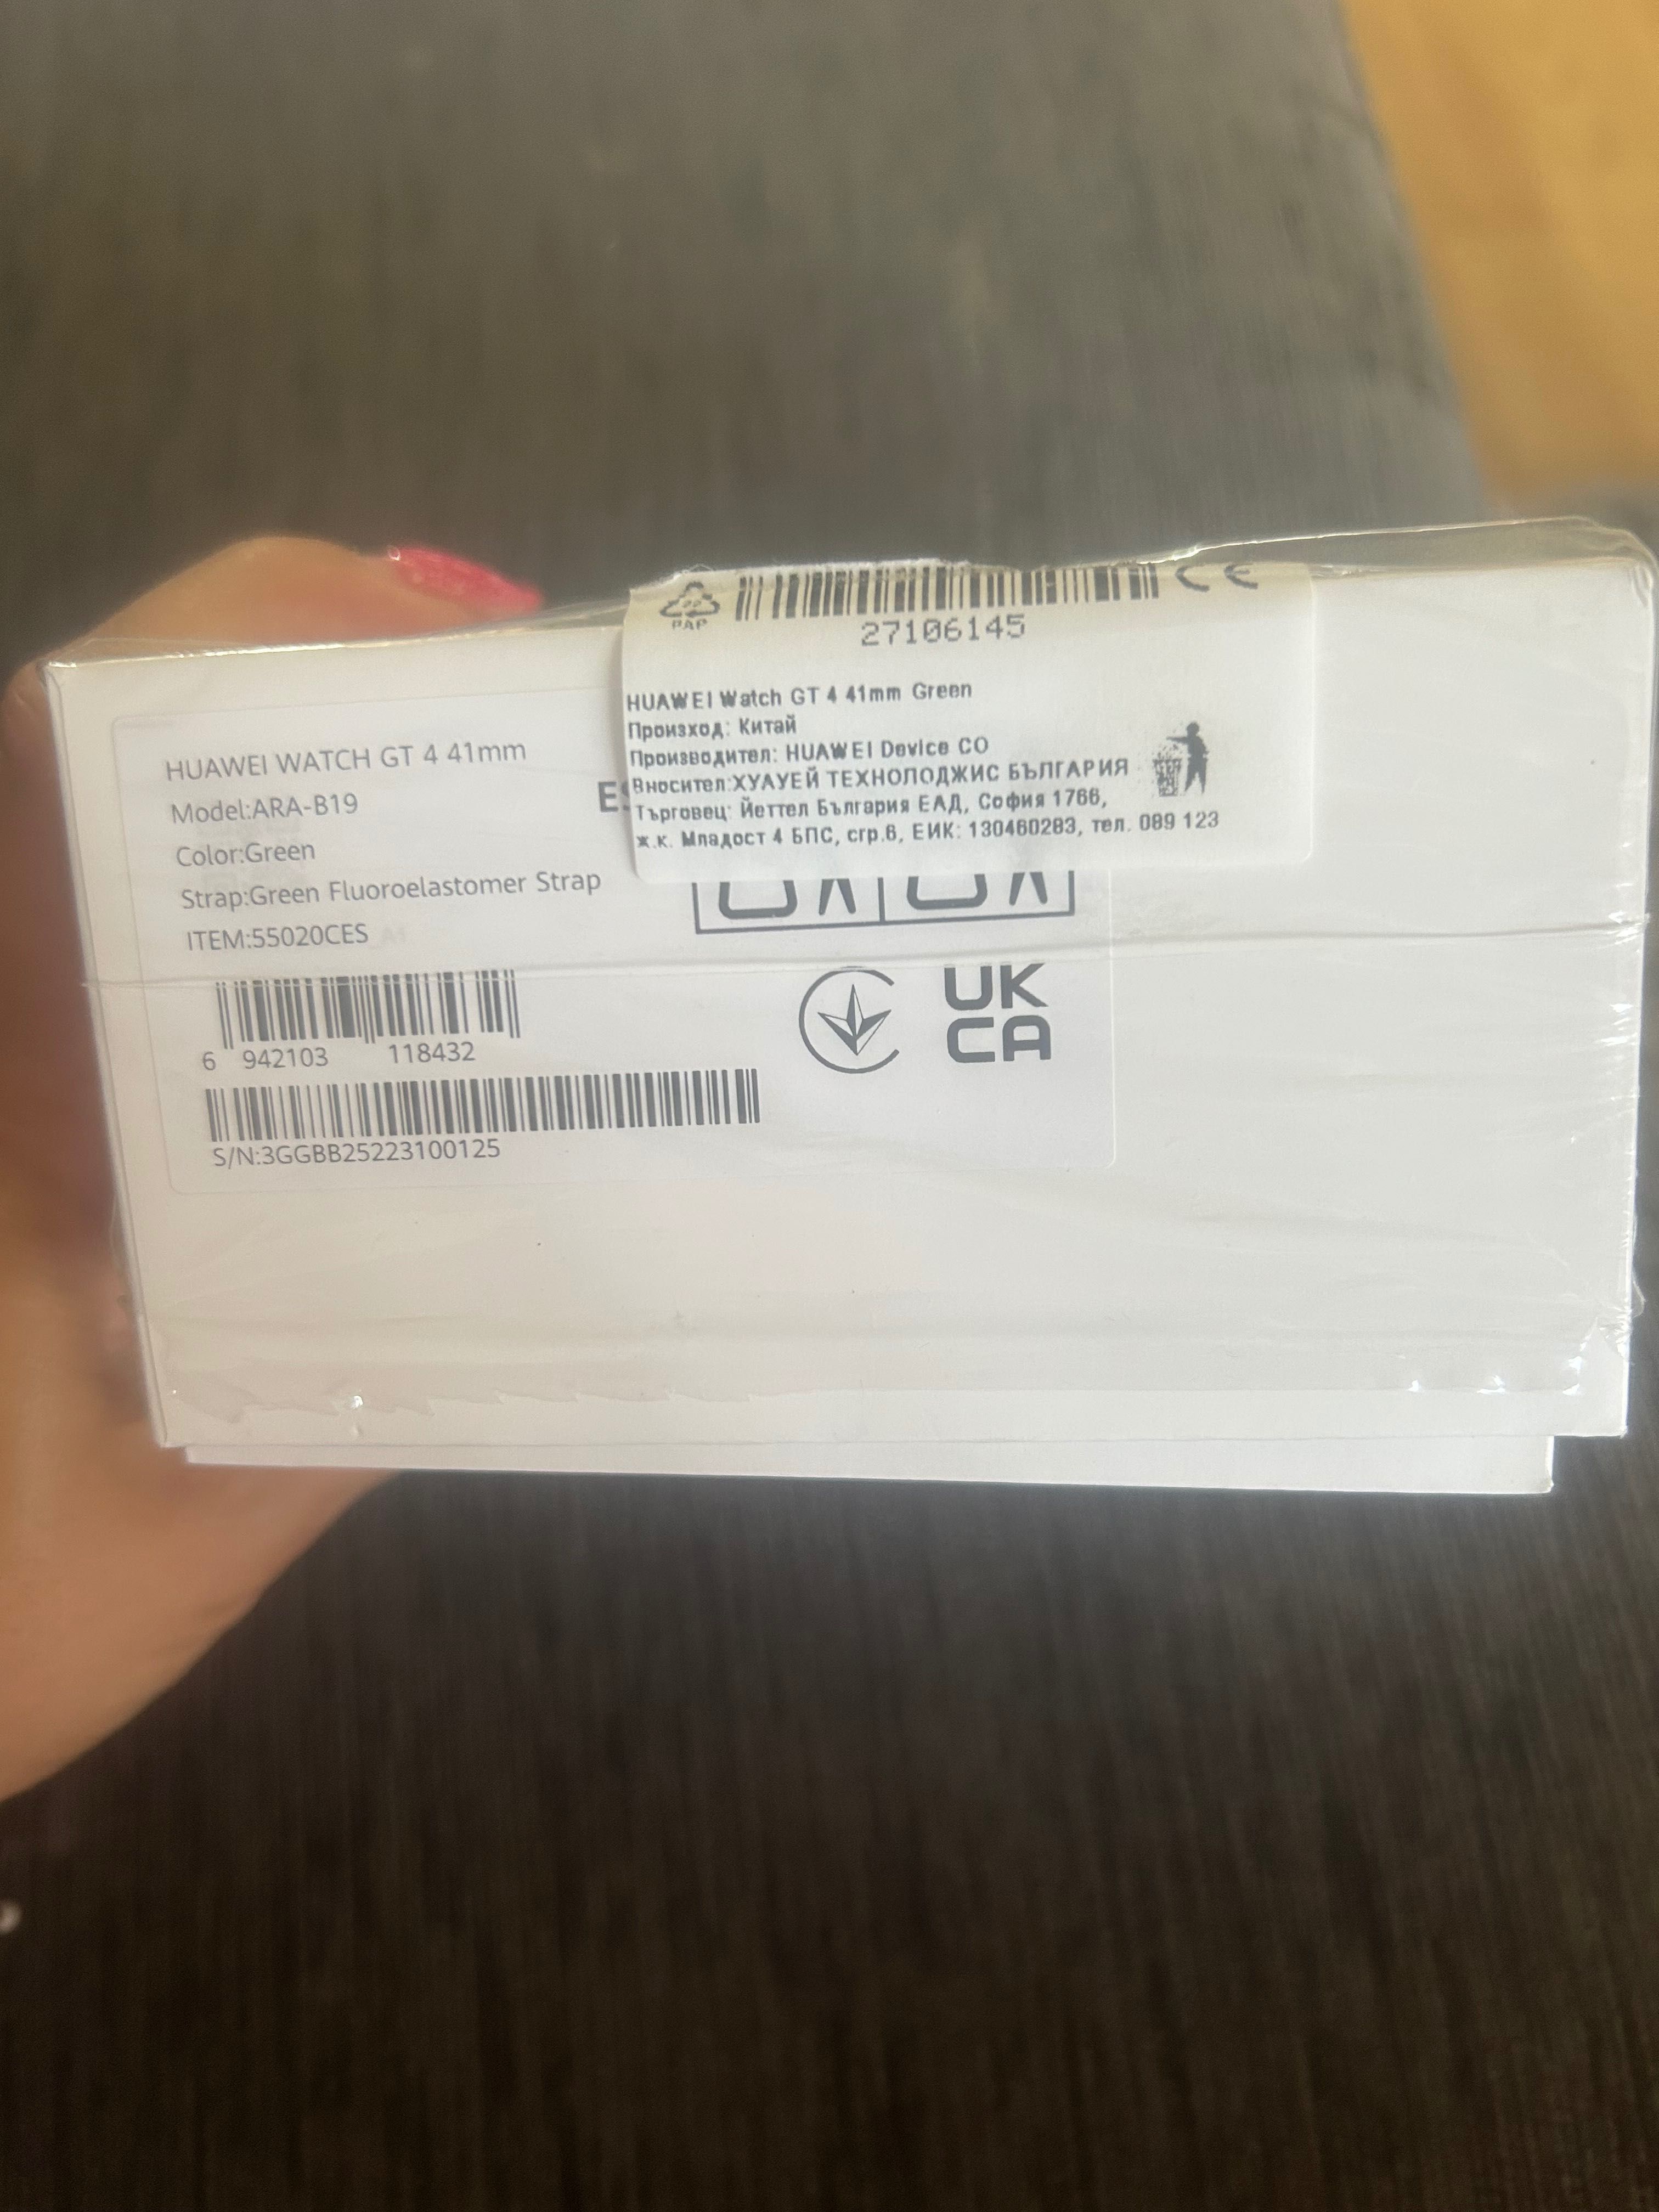 PAP
CE
27106145
HUAWEI Watch GT 4 41mm Green
Произход: Китай
Производител: HUAWEI Device CO
Вносител:ХУАУЕЙ ТЕХНОЛОДЖИС БЪЛГАРИЯ
Търговец: Йеттел България ЕАД, София 1766,
ж.к. Младост 4 БПС, сгр.6, ЕИК: 130460283, тел. 089 123
HUAWEI WATCH GT 4 41mm
Model:ARA-B19
Color:Green
Strap:Green Fluoroelastomer Strap
ITEM:55020CES
6 942103 118432
S/N:3GGBB25223100125
UK
CA